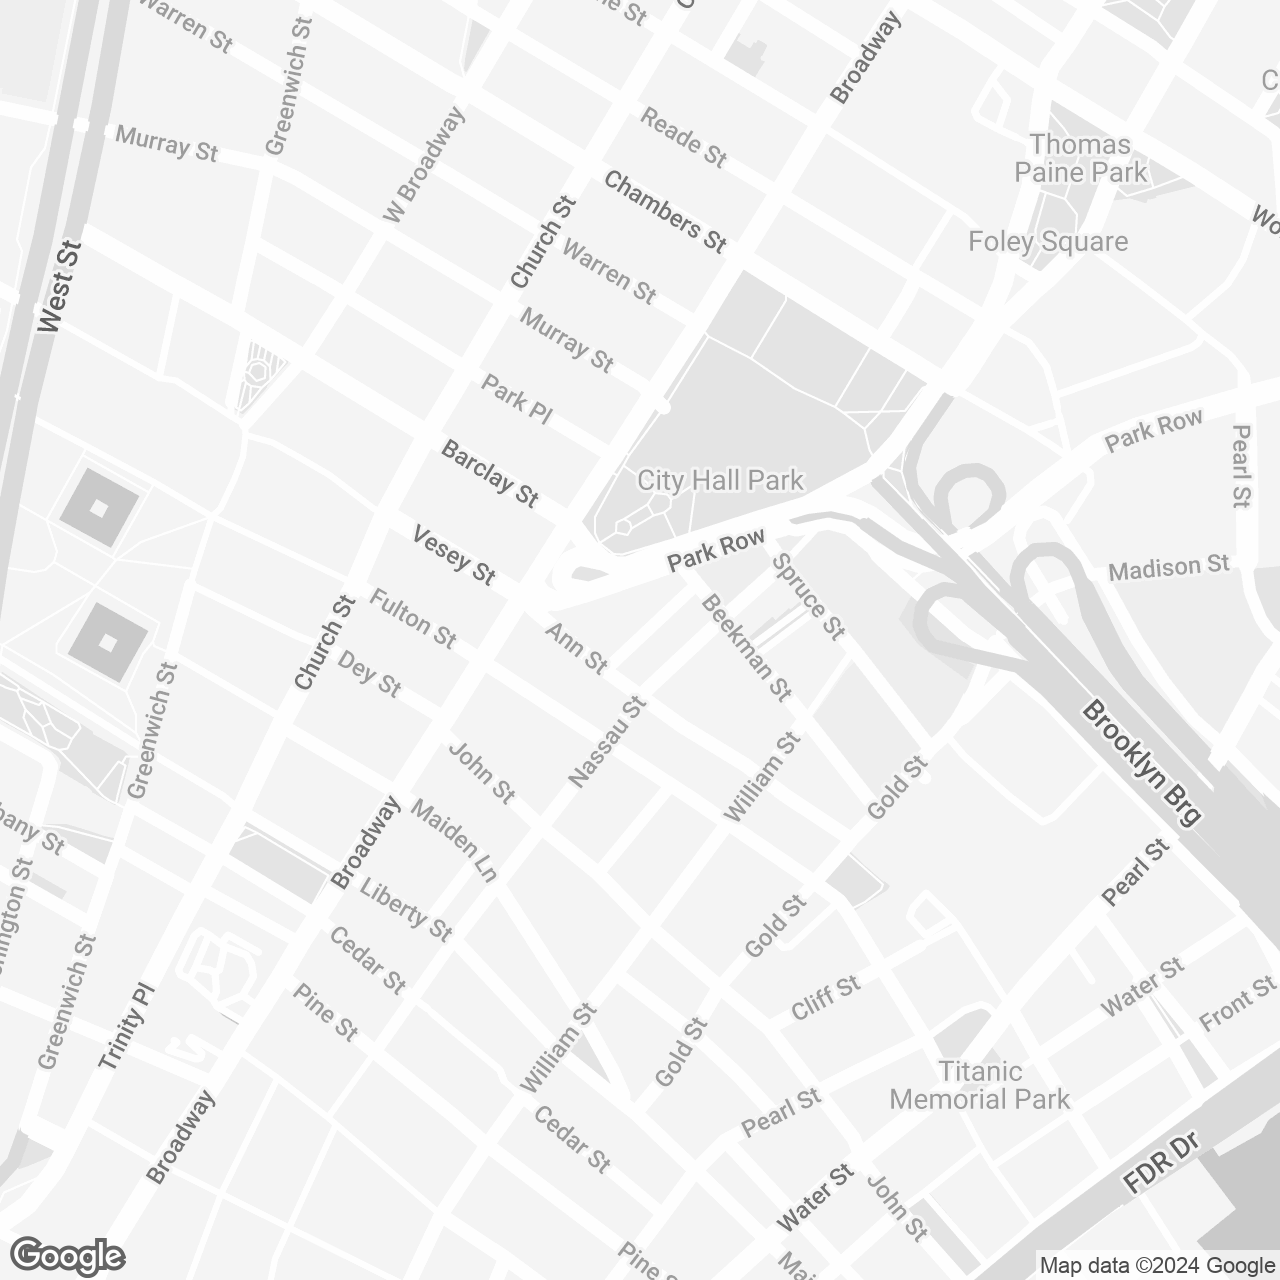 Warren St
Greenwich St
Broadway
Murray St
W Broadway
Reade St
Thomas
Paine Park
Chambers St
Church St
Foley Square
West St
Warren St
Murray St
Park Pl
Park Row
Pearl St
Barclay St
City Hall Park
Vesey St
Park Row
Madison St
Spruce St
Fulton St
Church St
Ann St
Beekman St
Dey St
Greenwich St
Nassau St
Brooklyn Brg
John St
William St
Gold St
Maiden Ln
Broadway
Pearl St
Liberty St
Gold St
Cedar St
Greenwich St
Cliff St
Water St
Front St
Trinity Pl
Pine St
William St
Gold St
Titanic
Memorial Park
Pearl St
Cedar St
Broadway
FDR Dr
Water St
John St
Pine S
Google
Map data ©2024 Google